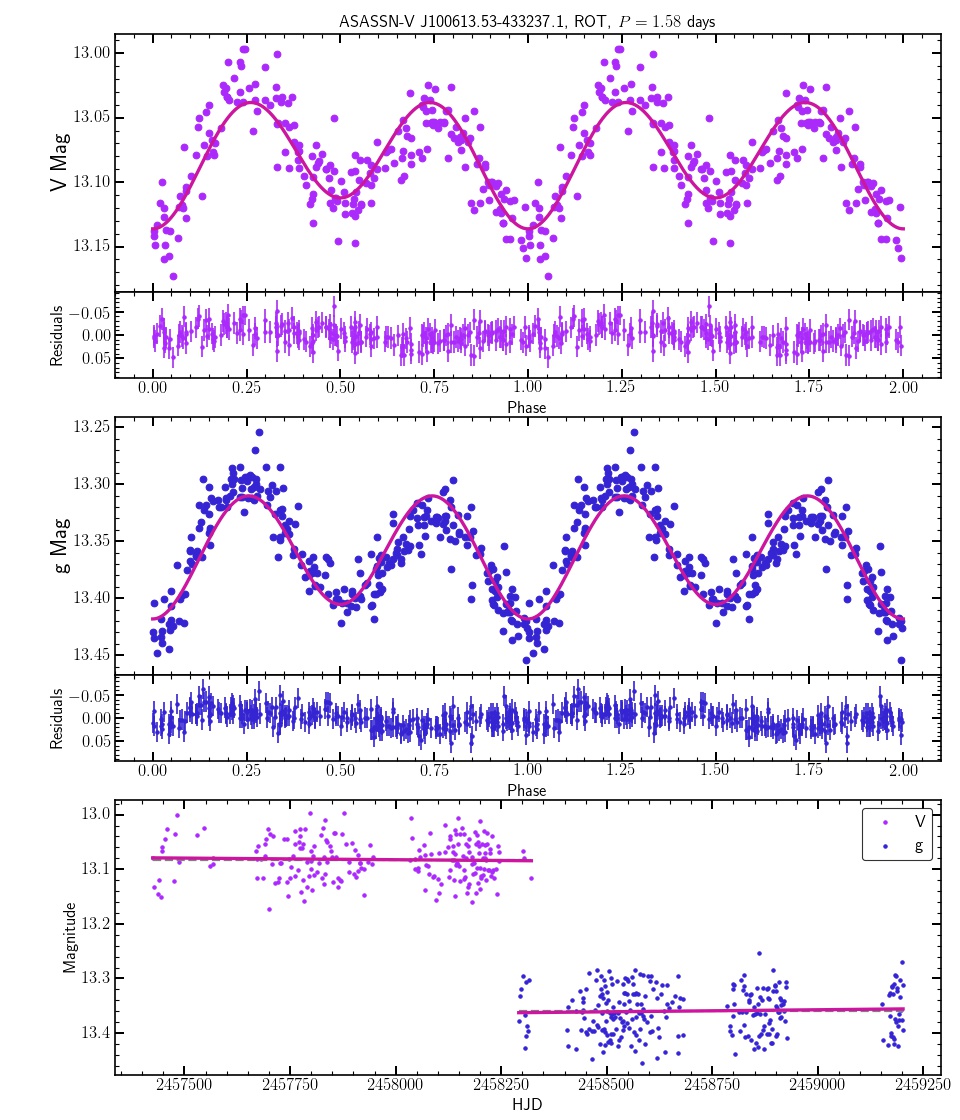 ASASSN-V J100613.53-433237.1, ROT, P = 1.58 days
13.00
13.05
13.10
13.15
V Mag
−0.05
0.00
0.05
Residuals
0.00 0.25 0.50 0.75 1.00 1.25 1.50 1.75 2.00
Phase
13.25
13.30
13.35
13.40
13.45
g Mag
−0.05
0.00
0.05
Residuals
0.00 0.25 0.50 0.75 1.00 1.25 1.50 1.75 2.00
Phase
13.0
13.1
13.2
13.3
13.4
Magnitude
V
g
2457500 2457750 2458000 2458250 2458500 2458750 2459000 2459250
HJD